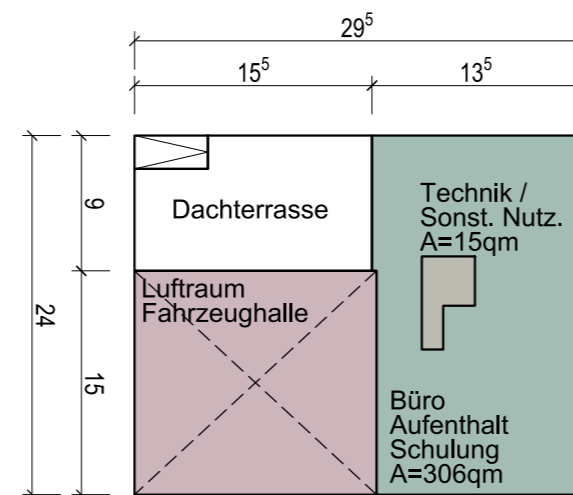 29⁵
15⁵
13⁵
9
24
15
Dachterrasse
Technik /
Sonst. Nutz.
A=15qm
Luftraum
Fahrzeughalle
Büro
Aufenthalt
Schulung
A=306qm